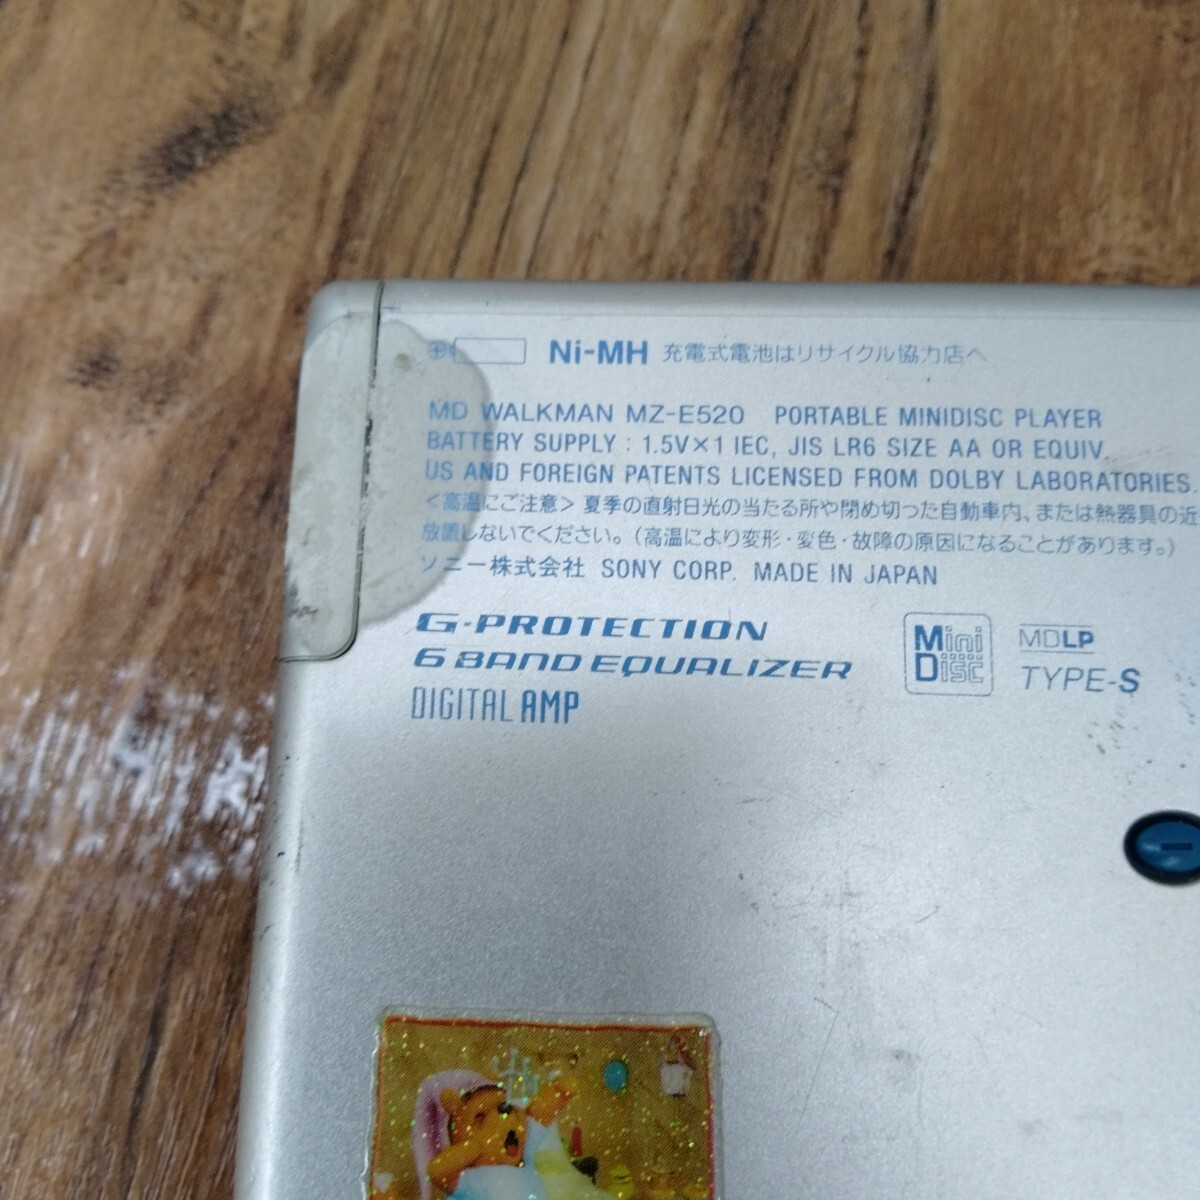 ⊕ Ni-MH 充電式電池はリサイクル協力店へ
MD WALKMAN MZ-E520 PORTABLE MINIDISC PLAYER
BATTERY SUPPLY : 1.5V×1 IEC, JIS LR6 SIZE AA OR EQUIV.
US AND FOREIGN PATENTS LICENSED FROM DOLBY LABORATORIES.
<高温にご注意> 夏季の直射日光の当たる所や閉め切った自動車内、または熱器具の近
放置しないでください。(高温により変形・変色・故障の原因になることがあります。)
ソニー株式会社 SONY CORP. MADE IN JAPAN
G-PROTECTION
6 BAND EQUALIZER
DIGITAL AMP
Mini Disc
MDLP
TYPE-S